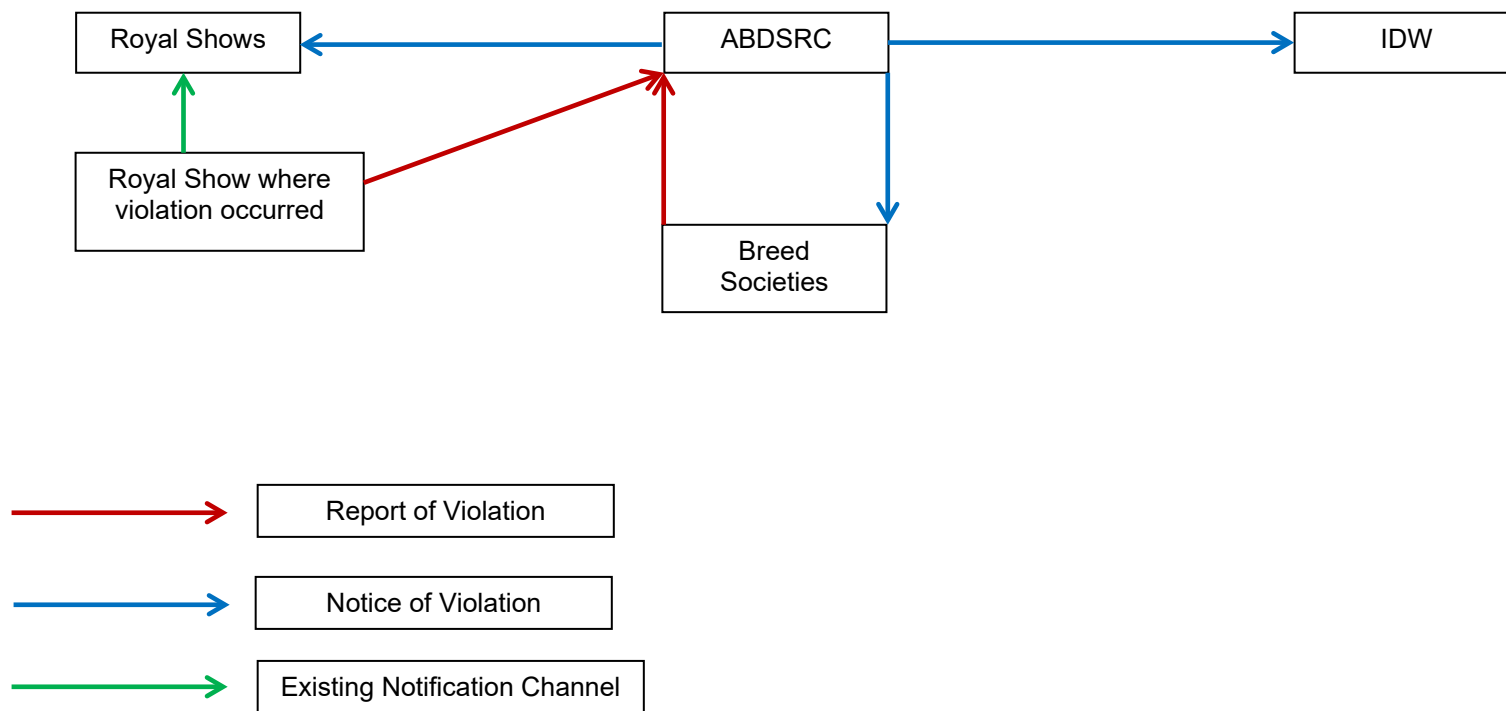 Royal Shows
ABDSRC
IDW
Royal Show where
violation occurred
Breed
Societies
Report of Violation
Notice of Violation
Existing Notification Channel